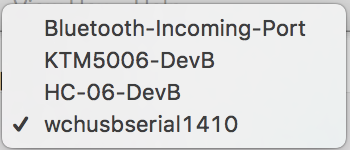 Bluetooth-Incoming-Port
KTM5006-DevB
HC-06-DevB
✓ wchusbserial1410